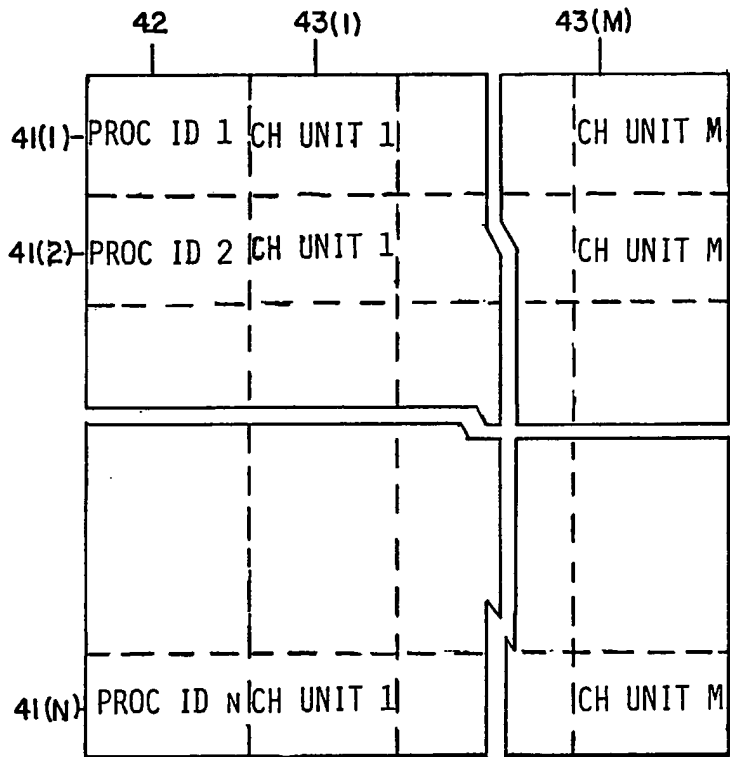 42 43(1) 43(M)
41(1) PROC ID 1 CH UNIT 1 CH UNIT M
41(2) PROC ID 2 CH UNIT 1 CH UNIT M
41(N) PROC ID N CH UNIT 1 CH UNIT M